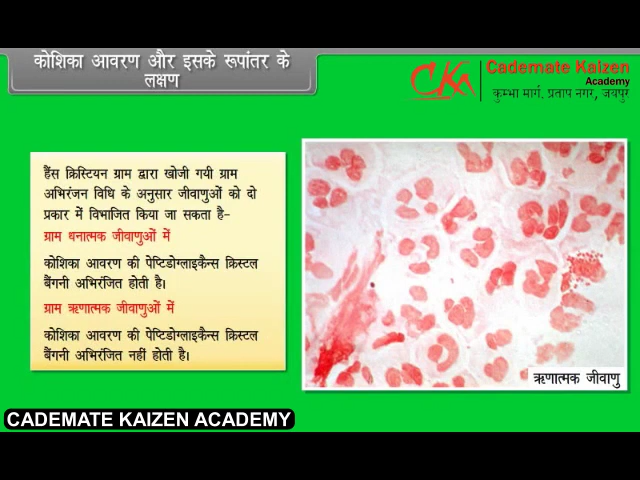 कोशिका आवरण और इसके रूपांतर के
लक्षण
CKA
Cademate Kaizen
Academy
कुम्भा मार्ग. प्रताप नगर, जयपुर
हैंस क्रिस्टियन ग्राम द्वारा खोजी गयी ग्राम
अभिरंजन विधि के अनुसार जीवाणुओं को दो
प्रकार में विभाजित किया जा सकता है-
ग्राम धनात्मक जीवाणुओं में
कोशिका आवरण की पेप्टिडोग्लाइकैन्स क्रिस्टल
बैंगनी अभिरंजित होती है।
ग्राम ऋणात्मक जीवाणुओं में
कोशिका आवरण की पेप्टिडोग्लाइकैन्स क्रिस्टल
बैंगनी अभिरंजित नहीं होती है।
ऋणात्मक जीवाणु
CADEMATE KAIZEN ACADEMY